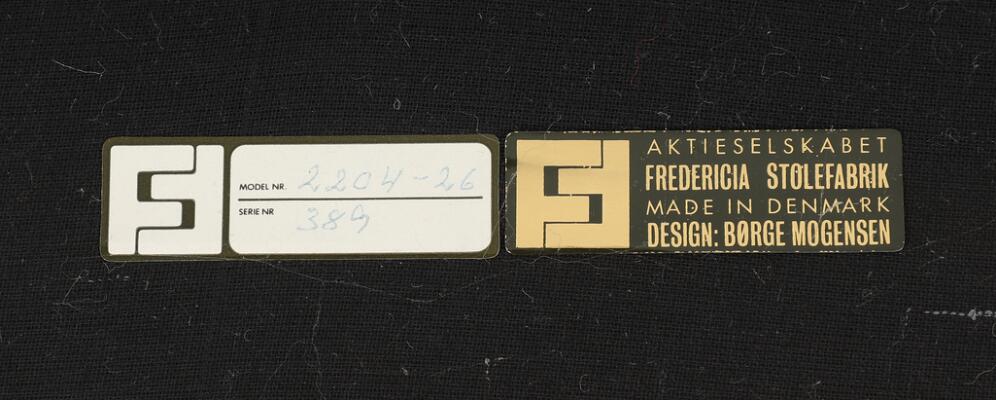 MODEL NR. 2204-26
SERIE NR 389
AKTIESELSKABET
FREDERICIA STOLEFABRIK
MADE IN DENMARK
DESIGN: BØRGE MOGENSEN